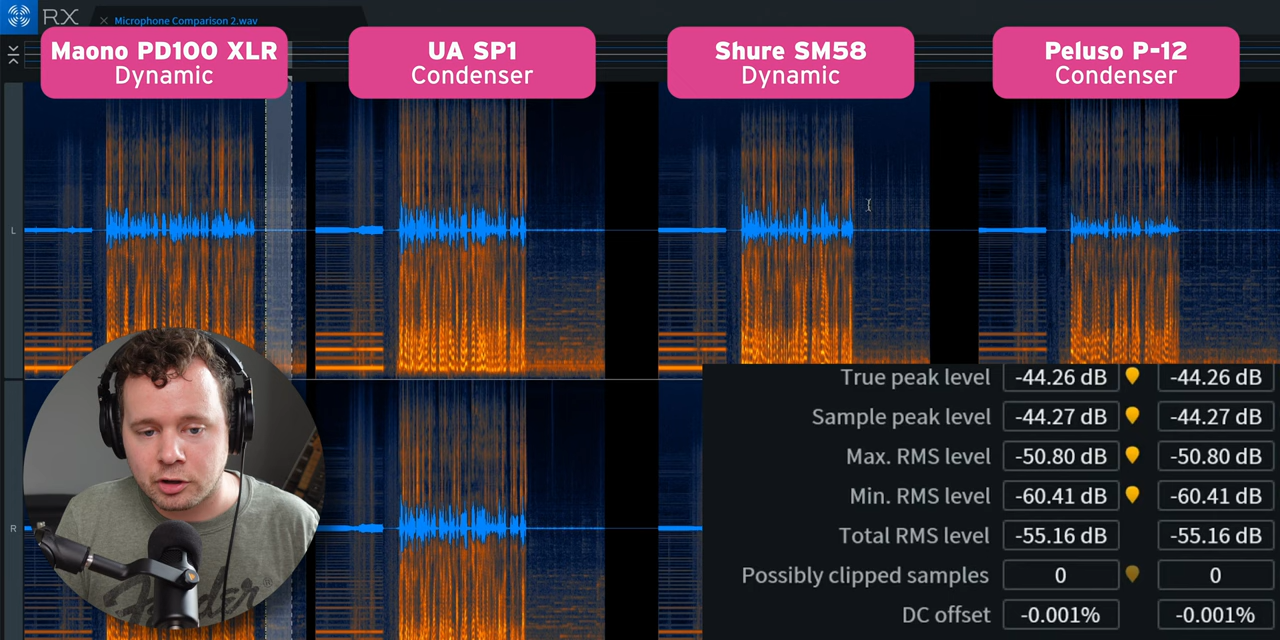 RX
Microphone Comparison 2.wav
Maono PD100 XLR
Dynamic
UA SP1
Condenser
Shure SM58
Dynamic
Peluso P-12
Condenser
L
R
True peak level -44.26 dB -44.26 dB
Sample peak level -44.27 dB -44.27 dB
Max. RMS level -50.80 dB -50.80 dB
Min. RMS level -60.41 dB -60.41 dB
Total RMS level -55.16 dB -55.16 dB
Possibly clipped samples 0 0
DC offset -0.001% -0.001%
Fender